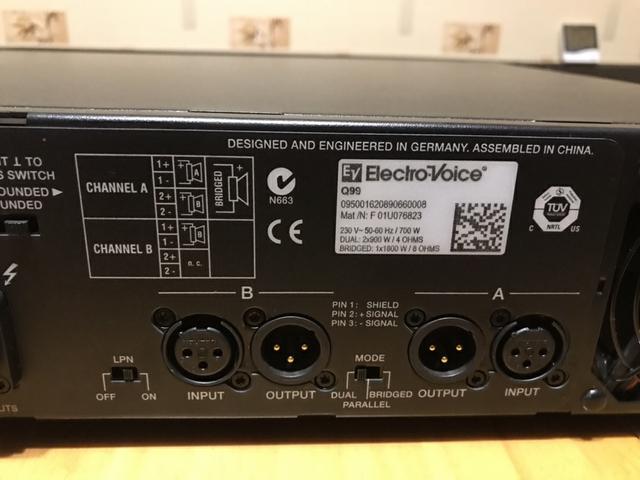 DESIGNED AND ENGINEERED IN GERMANY. ASSEMBLED IN CHINA.
T ⊥ TO
S SWITCH
OUNDED ►
UNDED
CHANNEL A
1+
1-
2+
2-
A
B
BRIDGED
CHANNEL B
1+
1-
2+
2-
B
n. c.
N663
CE
EV Electro-Voice®
Q99
095001620890660008
Mat /N: F 01U076823
230 V~ 50-60 Hz / 700 W
DUAL: 2x900 W / 4 OHMS
BRIDGED: 1x1800 W / 8 OHMS
TÜV
C NRTL US
B
PIN 1: SHIELD
PIN 2: + SIGNAL
PIN 3: - SIGNAL
A
LPN
OFF ON
INPUT
OUTPUT
MODE
DUAL BRIDGED
PARALLEL
OUTPUT
INPUT
UTS